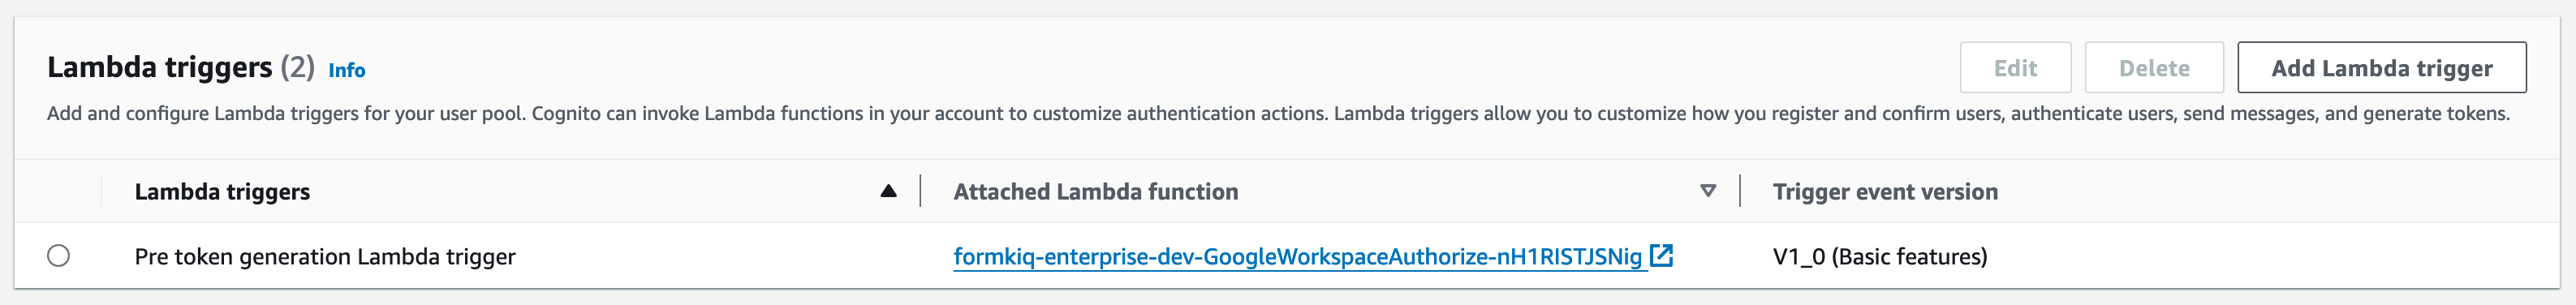 Lambda triggers (2) Info
Edit
Delete
Add Lambda trigger
Add and configure Lambda triggers for your user pool. Cognito can invoke Lambda functions in your account to customize authentication actions. Lambda triggers allow you to customize how you register and confirm users, authenticate users, send messages, and generate tokens.
Lambda triggers Attached Lambda function Trigger event version
Pre token generation Lambda trigger formkiq-enterprise-dev-GoogleWorkspaceAuthorize-nH1RISTJSNig V1_0 (Basic features)